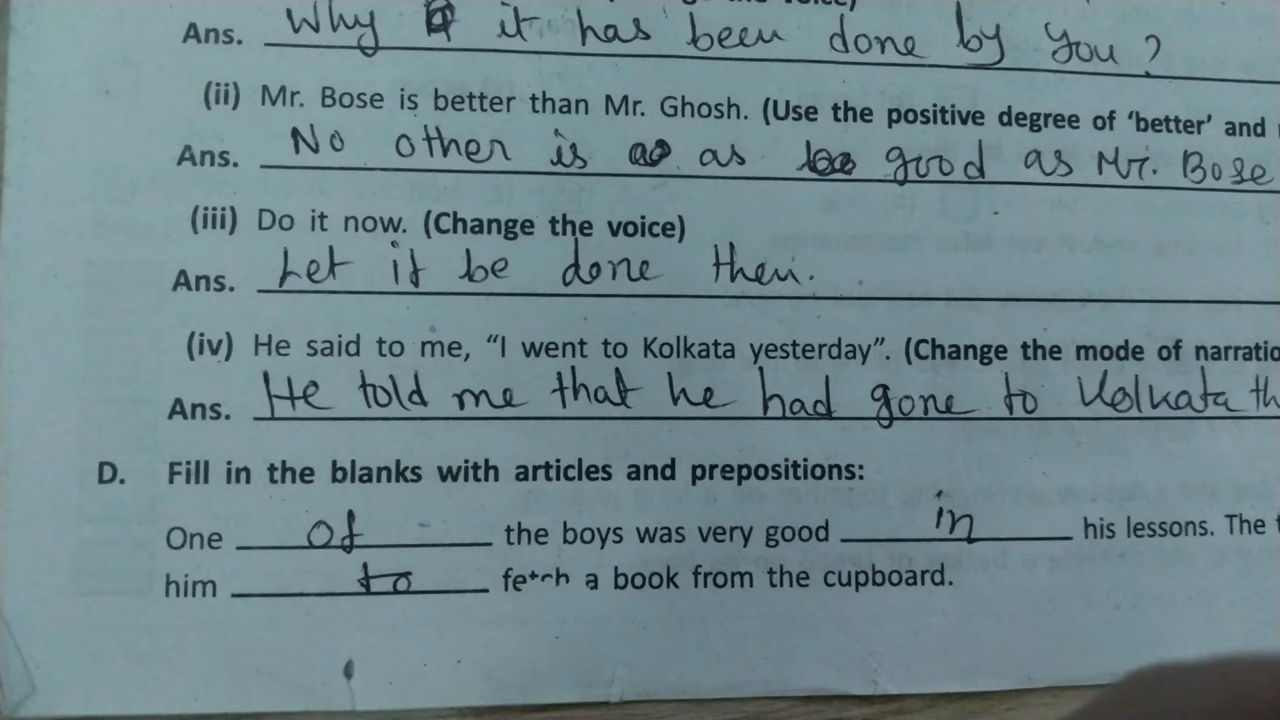 Ans. Why it has been done by you?
(ii) Mr. Bose is better than Mr. Ghosh. (Use the positive degree of ‘better’ and
Ans. No other is as good as Mr. Bose
(iii) Do it now. (Change the voice)
Ans. Let it be done then.
(iv) He said to me, “I went to Kolkata yesterday”. (Change the mode of narratio
Ans. He told me that he had gone to Kolkata th
D. Fill in the blanks with articles and prepositions:
One of the boys was very good in his lessons. The
him to fetch a book from the cupboard.